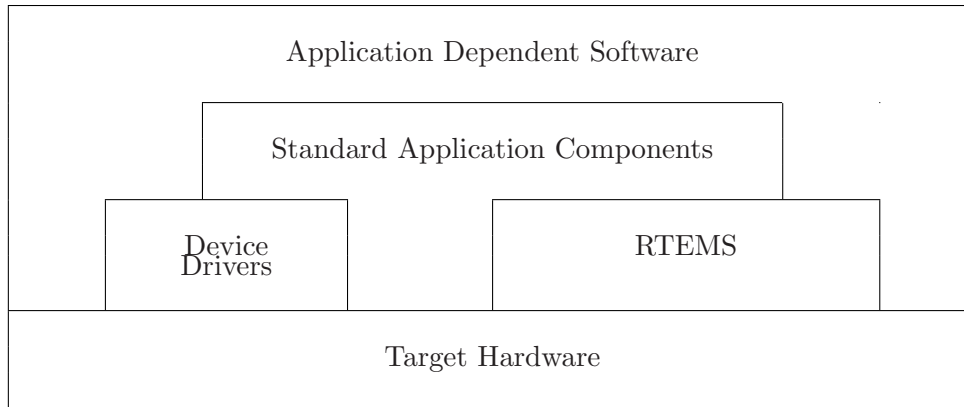 Application Dependent Software
Standard Application Components
Device
Drivers
RTEMS
Target Hardware